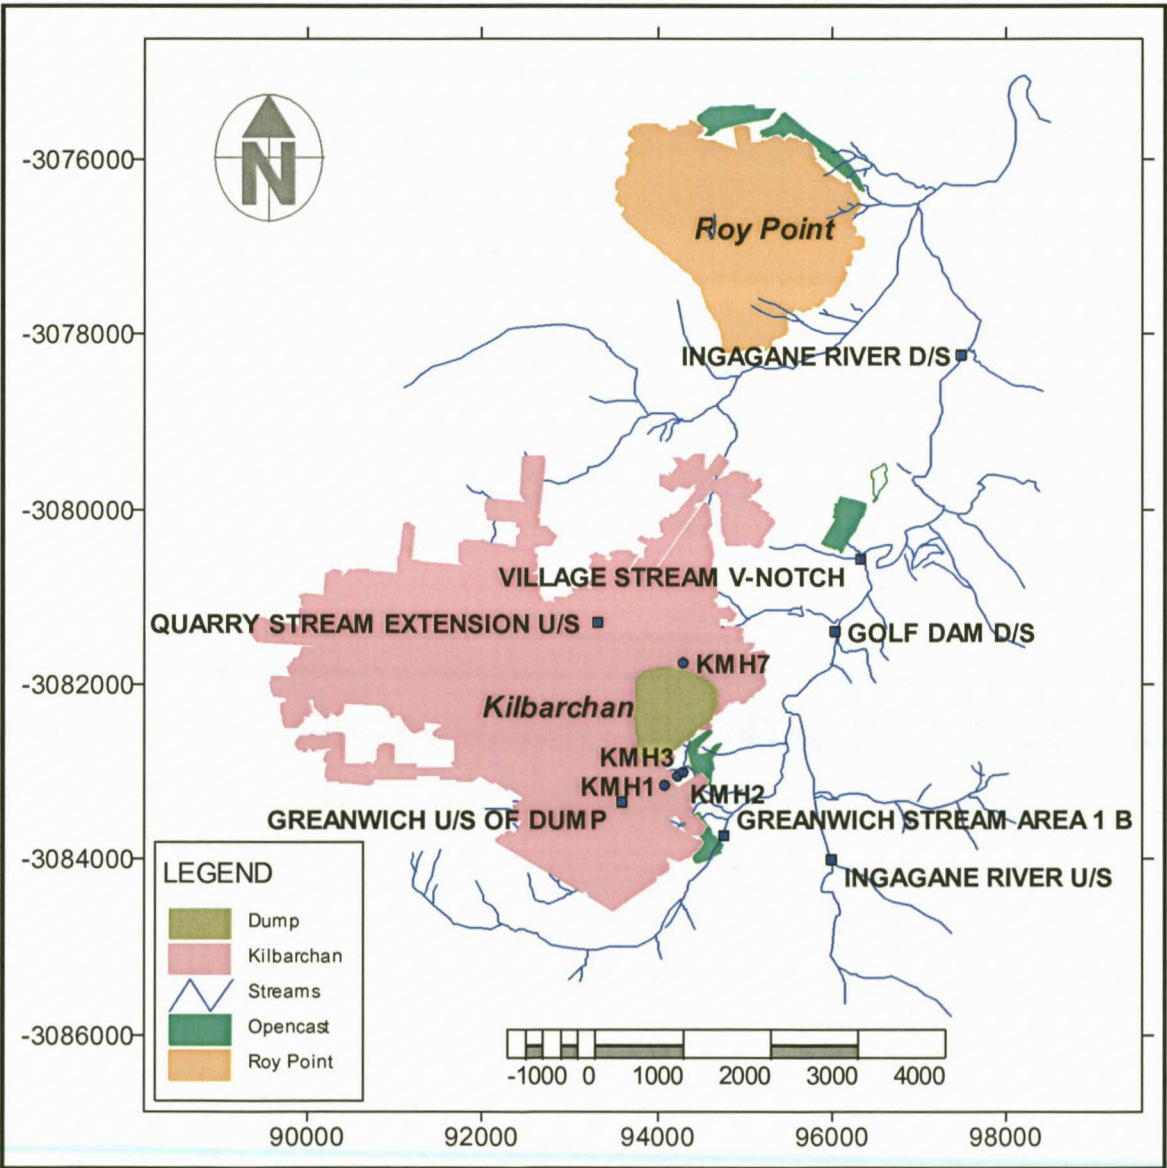 N
-3076000
Roy Point
-3078000
INGAGANE RIVER D/S
-3080000
VILLAGE STREAM V-NOTCH
QUARRY STREAM EXTENSION U/S
GOLF DAM D/S
KMH7
-3082000
Kilbarchan
KMH3
KMH1
KMH2
GREANWICH U/S OF DUMP
GREANWICH STREAM AREA 1 B
-3084000
INGAGANE RIVER U/S
LEGEND
Dump
Kilbarchan
Streams
Opencast
Roy Point
-3086000
-1000 0 1000 2000 3000 4000
90000 92000 94000 96000 98000